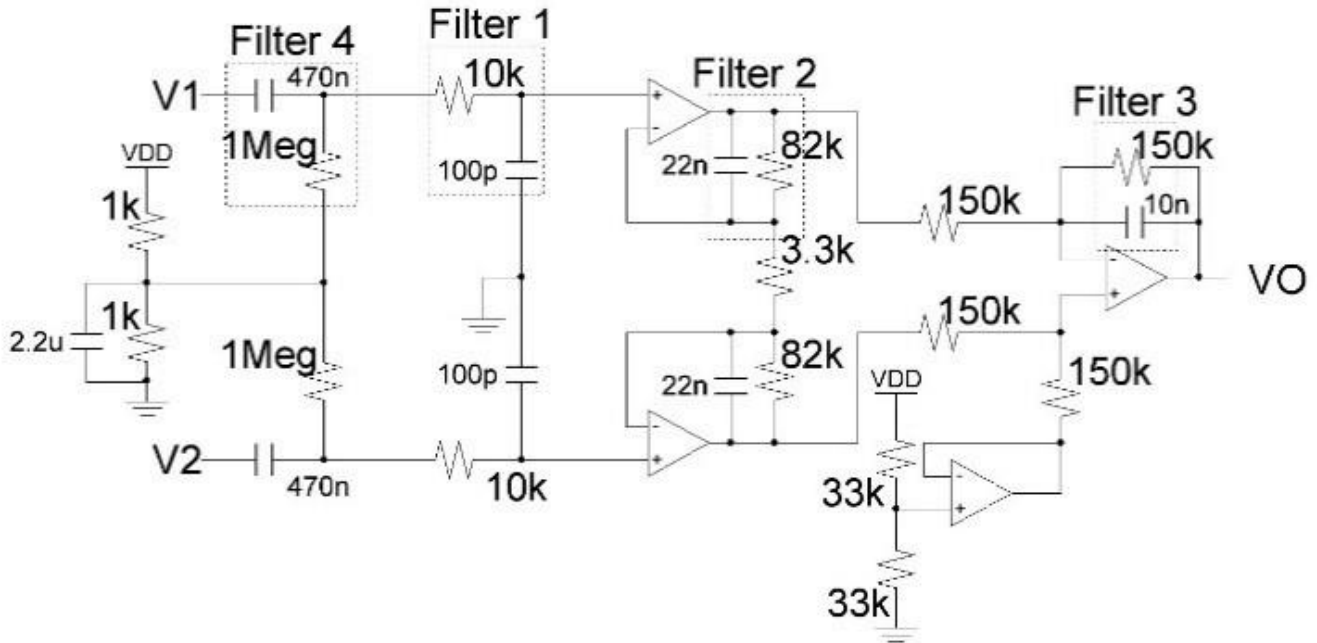 Filter 1
Filter 4
470n
10k
Filter 2
Filter 3
V1
VDD
1Meg
100p
22n
82k
150k
1k
150k
10n
3.3k
VO
1k
2.2u
1Meg
100p
22n
82k
150k
VDD
150k
V2
470n
10k
33k
33k
+
-
-
+
-
+
-
+
-
+